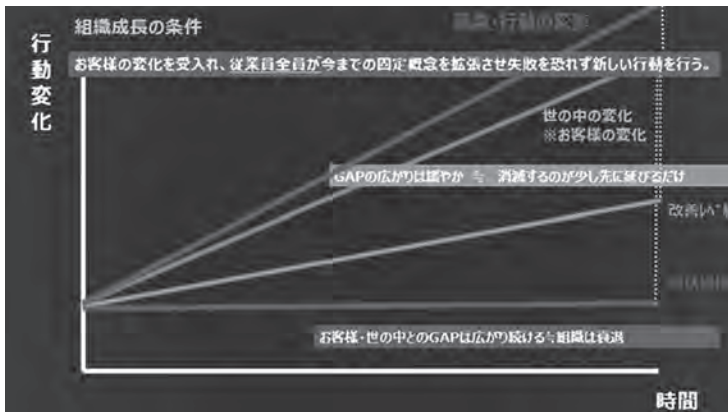 組織成長の条件
行動変化
お客様の変化を受入れ、従業員全員が今までの固定概念を拡張させ失敗を恐れず新しい行動を行う。
世の中の変化
※お客様の変化
GAPの広がりは緩やか ≒ 消滅するのが少し先に延びるだけ
改善レベ
お客様・世の中とのGAPは広がり続ける≒組織は衰退
時間